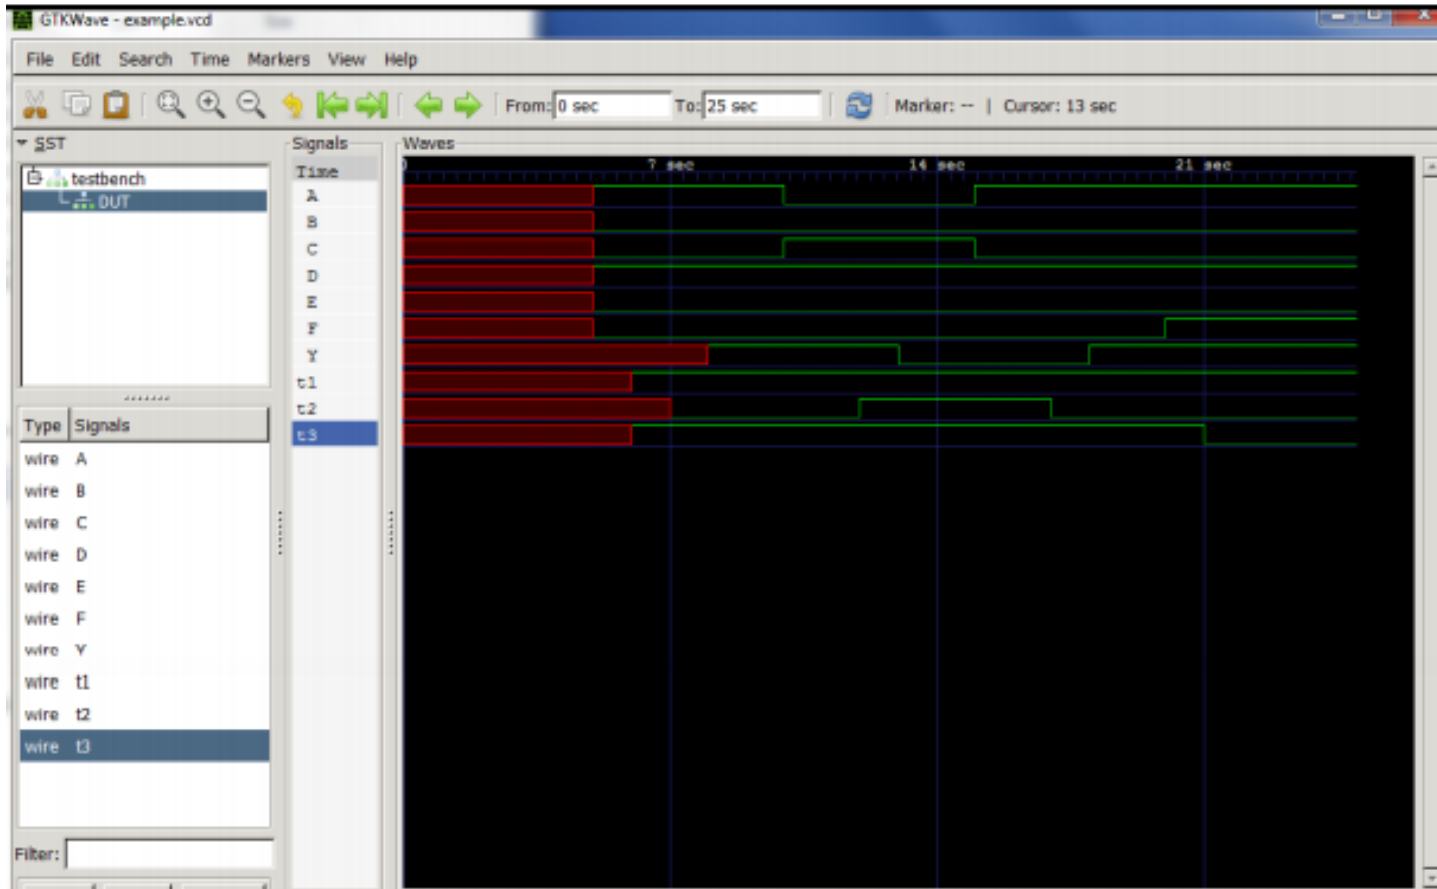 GTKWave - example.vcd
File Edit Search Time Markers View Help
From: 0 sec To: 25 sec Marker: -- | Cursor: 13 sec
SST
testbench
DUT
Type Signals
wire A
wire B
wire C
wire D
wire E
wire F
wire Y
wire t1
wire t2
wire t3
Filter:
Signals
Time
A
B
C
D
E
F
Y
t1
t2
t3
Waves
7 sec 14 sec 21 sec